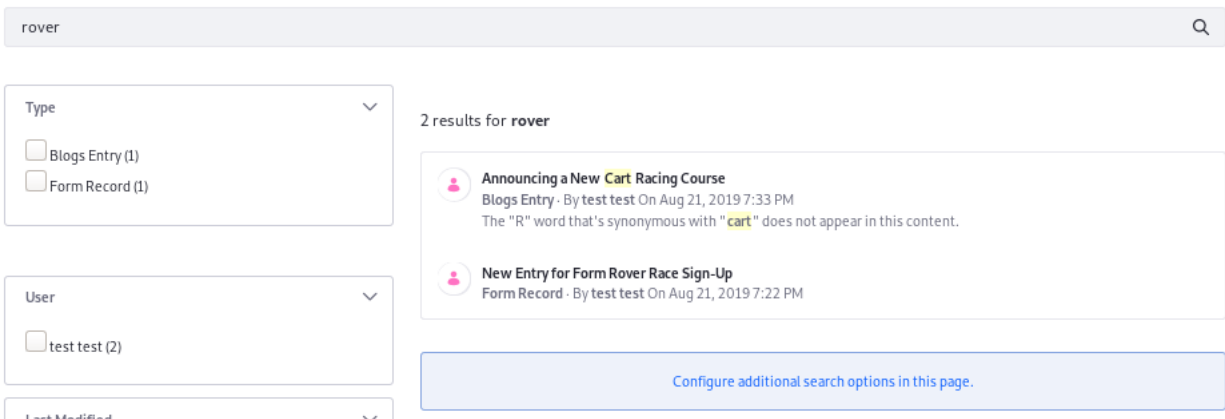 rover
Type
Blogs Entry (1)
Form Record (1)
User
test test (2)
Last Modified
2 results for rover
Announcing a New Cart Racing Course
Blogs Entry · By test test On Aug 21, 2019 7:33 PM
The "R" word that's synonymous with "cart" does not appear in this content.
New Entry for Form Rover Race Sign-Up
Form Record · By test test On Aug 21, 2019 7:22 PM
Configure additional search options in this page.